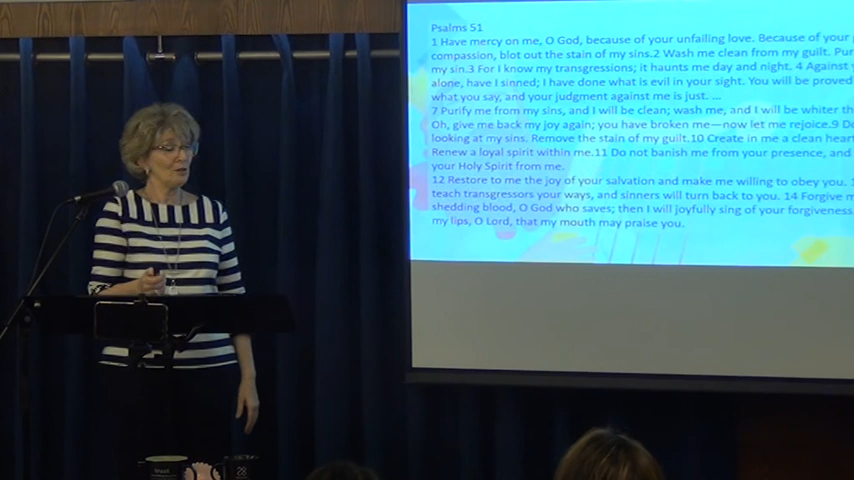 Psalms 51
1 Have mercy on me, O God, because of your unfailing love. Because of your
compassion, blot out the stain of my sins.2 Wash me clean from my guilt. Pur
my sin.3 For I know my transgressions; it haunts me day and night. 4 Against
alone, have I sinned; I have done what is evil in your sight. You will be proved
what you say, and your judgment against me is just. ...
7 Purify me from my sins, and I will be clean; wash me, and I will be whiter th
Oh, give me back my joy again; you have broken me—now let me rejoice.9 Do
looking at my sins. Remove the stain of my guilt.10 Create in me a clean heart
Renew a loyal spirit within me.11 Do not banish me from your presence, and
your Holy Spirit from me.
12 Restore to me the joy of your salvation and make me willing to obey you. 1
teach transgressors your ways, and sinners will turn back to you. 14 Forgive m
shedding blood, O God who saves; then I will joyfully sing of your forgiveness.
my lips, O Lord, that my mouth may praise you.